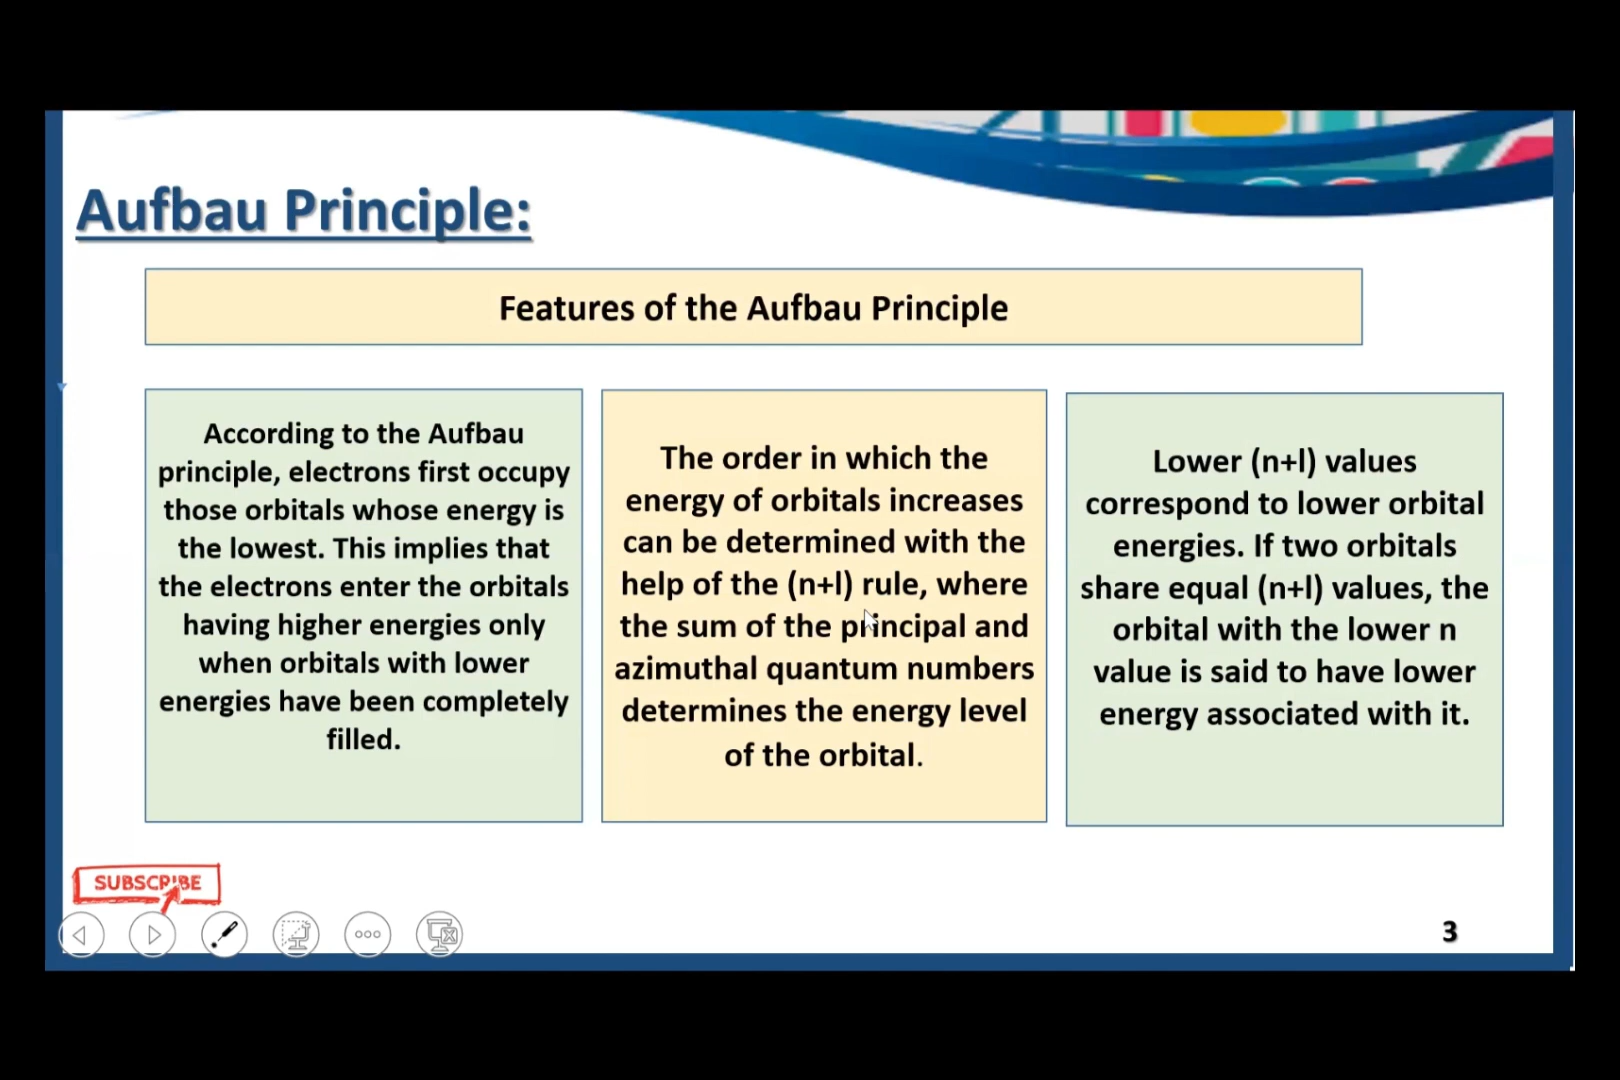 Aufbau Principle:
Features of the Aufbau Principle
According to the Aufbau
principle, electrons first occupy
those orbitals whose energy is
the lowest. This implies that
the electrons enter the orbitals
having higher energies only
when orbitals with lower
energies have been completely
filled.
The order in which the
energy of orbitals increases
can be determined with the
help of the (n+l) rule, where
the sum of the principal and
azimuthal quantum numbers
determines the energy level
of the orbital.
Lower (n+l) values
correspond to lower orbital
energies. If two orbitals
share equal (n+l) values, the
orbital with the lower n
value is said to have lower
energy associated with it.
SUBSCRIBE
3